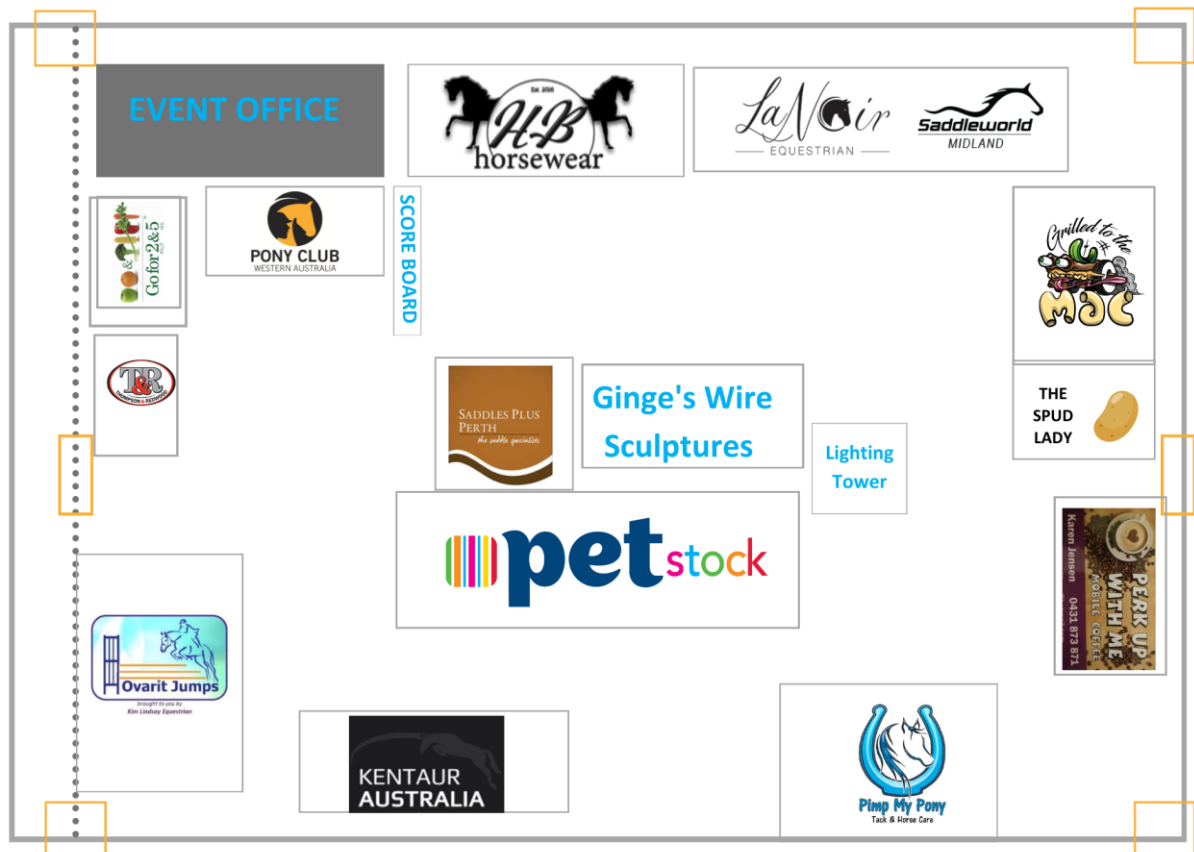 EVENT OFFICE
Est. 2016
H&B
horsewear
LaNoir
EQUESTRIAN
Saddleworld
MIDLAND
Go for 2&5
PONY CLUB
WESTERN AUSTRALIA
SCORE BOARD
Grilled to the
MAC
T&R
THOMPSON & REDWOOD
SADDLES PLUS
PERTH
the saddle specialists
Ginge's Wire
Sculptures
Lighting
Tower
THE
SPUD
LADY
petstock
PERK UP
WITH ME
MOBILE COFFEE
Karen Jensen 0431 873 871
Ovarit Jumps
brought to you by
Kim Lindsay Equestrian
KENTAUR
AUSTRALIA
Pimp My Pony
Tack & Horse Care